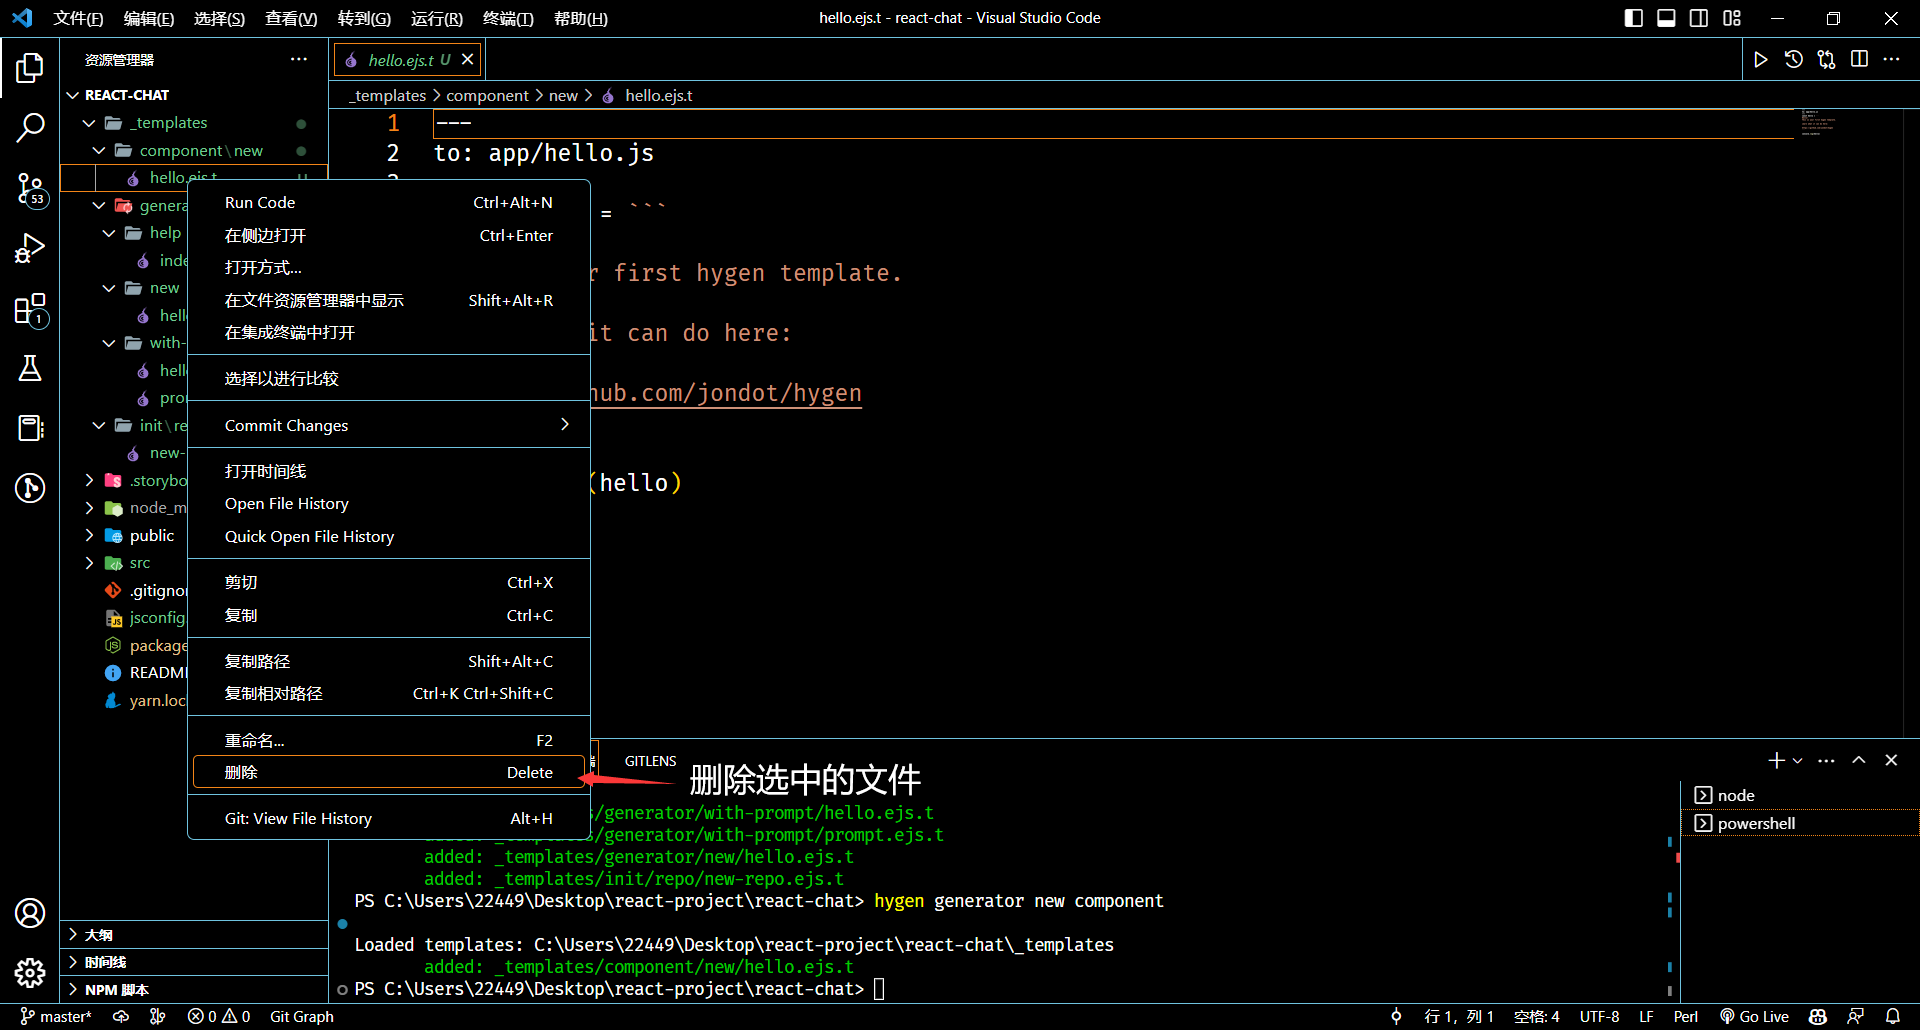 文件(F) 编辑(E) 选择(S) 查看(V) 转到(G) 运行(R) 终端(T) 帮助(H) hello.ejs.t - react-chat - Visual Studio Code
资源管理器
hello.ejs.t U
REACT-CHAT
_templates > component > new > hello.ejs.t
_templates
component\new
hello.ejs.t U
genera
help
inde
new
hell
with-
hell
pro
init\re
new-
.storybo
node_m
public
src
.gitigno
jsconfig
package
README
yarn.loc
53
1
1 ---
2 to: app/hello.js
= ```
r first hygen template.
it can do here:
hub.com/jondot/hygen
(hello)
Run Code Ctrl+Alt+N
在侧边打开 Ctrl+Enter
打开方式...
在文件资源管理器中显示 Shift+Alt+R
在集成终端中打开
选择以进行比较
Commit Changes
打开时间线
Open File History
Quick Open File History
剪切 Ctrl+X
复制 Ctrl+C
复制路径 Shift+Alt+C
复制相对路径 Ctrl+K Ctrl+Shift+C
重命名... F2
删除 Delete
Git: View File History Alt+H
端 GITLENS
删除选中的文件
s/generator/with-prompt/hello.ejs.t
added: _templates/generator/with-prompt/prompt.ejs.t
added: _templates/generator/new/hello.ejs.t
added: _templates/init/repo/new-repo.ejs.t
PS C:\Users\22449\Desktop\react-project\react-chat> hygen generator new component
Loaded templates: C:\Users\22449\Desktop\react-project\react-chat\_templates
added: _templates/component/new/hello.ejs.t
PS C:\Users\22449\Desktop\react-project\react-chat>
node
powershell
大纲
时间线
NPM 脚本
master* 0 0 Git Graph 行 1，列 1 空格: 4 UTF-8 LF Perl Go Live